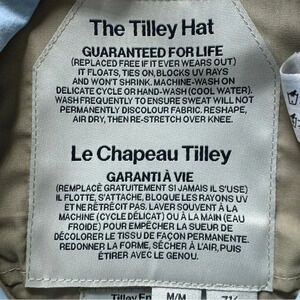 The Tilley Hat
GUARANTEED FOR LIFE
(REPLACED FREE IF IT EVER WEARS OUT)
IT FLOATS, TIES ON, BLOCKS UV RAYS
AND WON'T SHRINK. MACHINE-WASH ON
DELICATE CYCLE OR HAND-WASH (COOL WATER).
WASH FREQUENTLY TO ENSURE SWEAT WILL NOT
PERMANENTLY DISCOLOUR FABRIC. RESHAPE,
AIR DRY, THEN RE-STRETCH OVER KNEE.
Le Chapeau Tilley
GARANTI À VIE
(REMPLACÉ GRATUITEMENT SI JAMAIS IL S'USE)
IL FLOTTE, S'ATTACHE, BLOQUE LES RAYONS UV
ET NE RÉTRÉCIT PAS. LAVER SOUVENT À LA
MACHINE (CYCLE DÉLICAT) OU À LA MAIN (EAU
FROIDE) POUR EMPÊCHER LA SUEUR DE
DÉCOLORER LE TISSU DE FAÇON PERMANENTE.
REDONNER LA FORME, SÉCHER À L'AIR, PUIS
ÉTIRER AVEC LE GENOU.
Tilley M/M